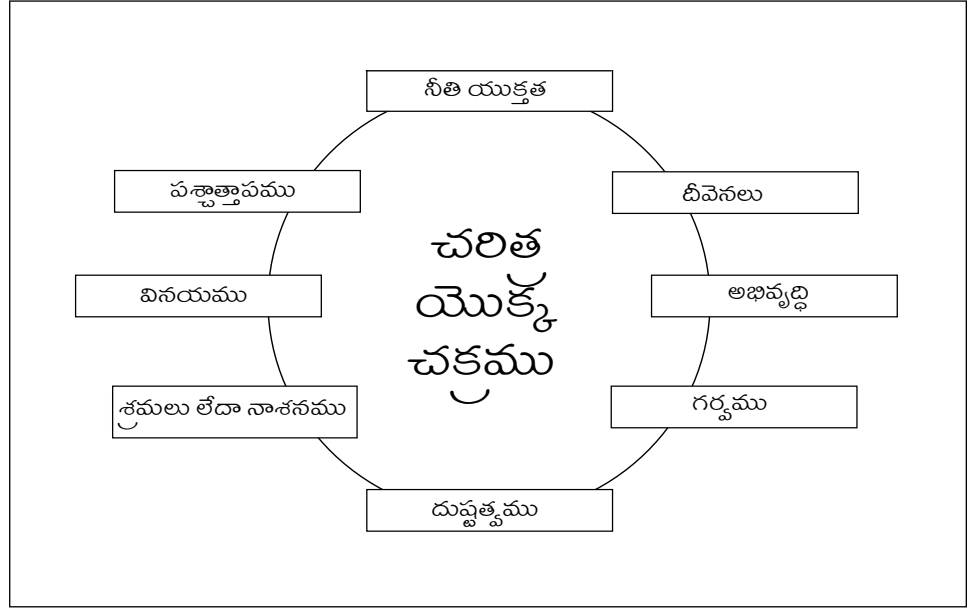 నీతి యుక్తత
పశ్చాత్తాపము
దీవెనలు
చరిత్ర
యొక్క
చక్రము
వినయము
అభివృద్ధి
శ్రమలు లేదా నాశనము
గర్వము
దుష్టత్వము